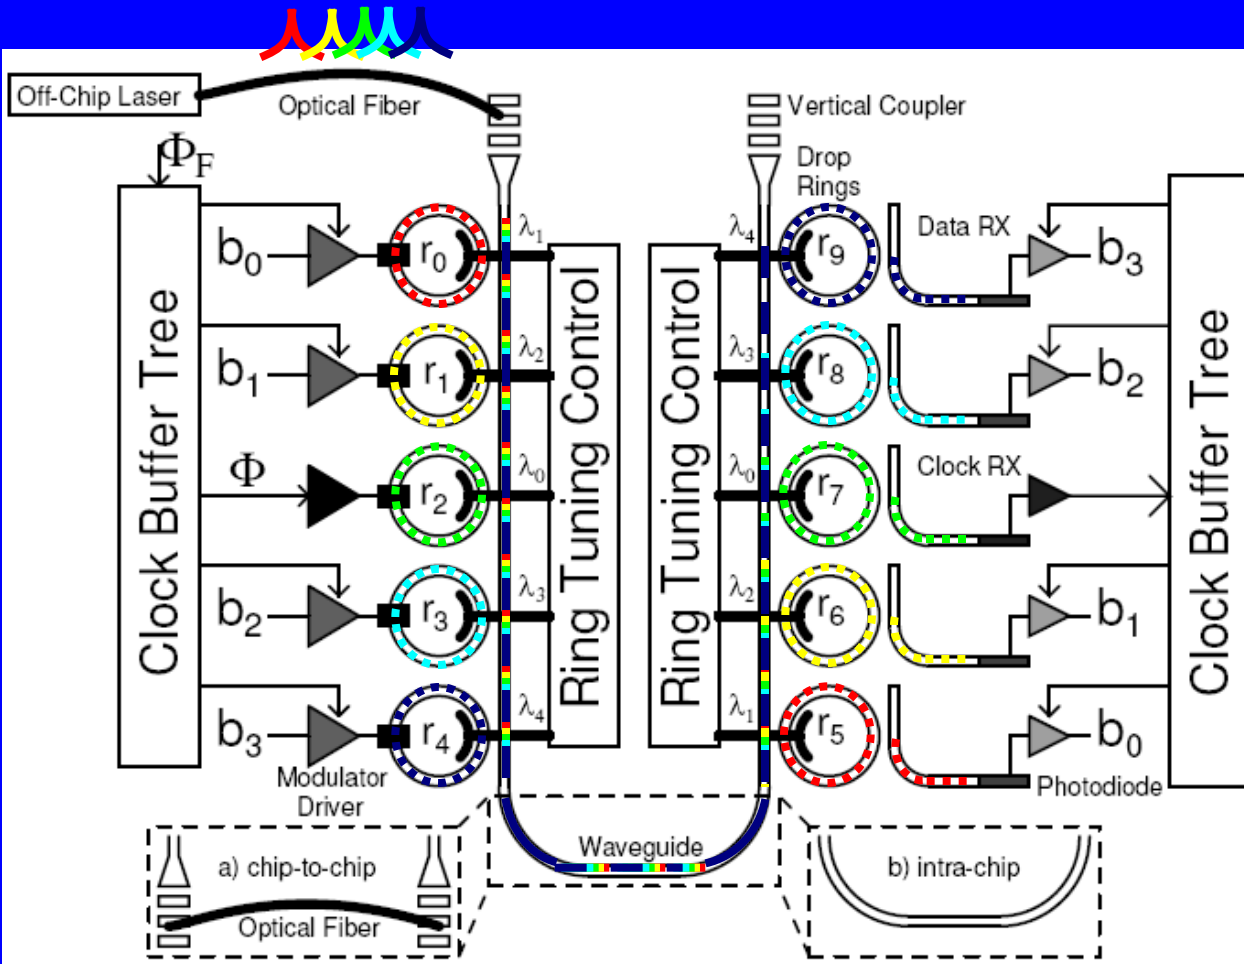 Off-Chip Laser
Optical Fiber
Vertical Coupler
Φ_F
Drop
Rings
Clock Buffer Tree
b₀
r₀
λ₁
b₁
r₁
λ₂
Φ
r₂
λ₀
b₂
r₃
λ₃
b₃
r₄
λ₄
Modulator
Driver
Ring Tuning Control
Ring Tuning Control
λ₄
r₉
Data RX
b₃
λ₃
r₈
b₂
λ₀
r₇
Clock RX
λ₂
r₆
b₁
λ₁
r₅
b₀
Photodiode
Clock Buffer Tree
Waveguide
a) chip-to-chip
Optical Fiber
b) intra-chip